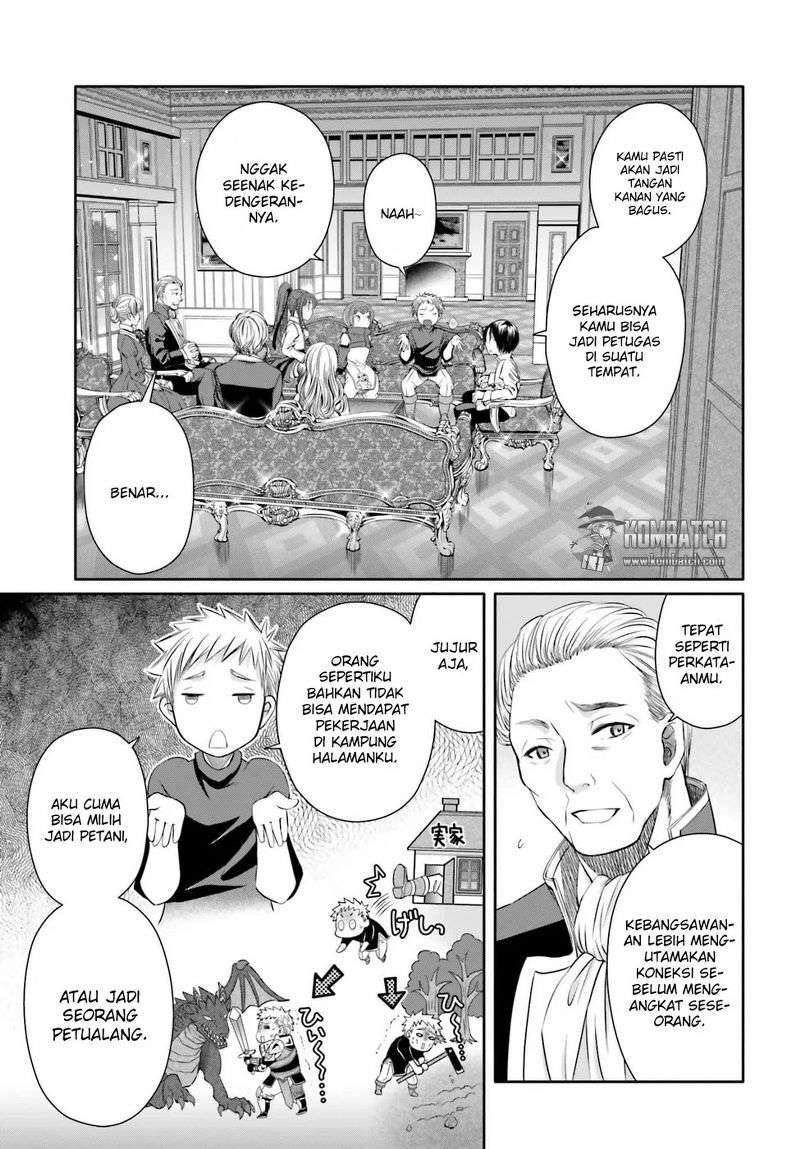 KAMU PASTI
AKAN JADI
TANGAN
KANAN YANG
BAGUS.
SEHARUSNYA
KAMU BISA
JADI PETUGAS
DI SUATU
TEMPAT.
NAAH~
NGGAK
SEENAK KE-
DENGERAN-
NYA.
BENAR...
KOMBATCH
www.kombatch.com
TEPAT
SEPERTI
PERKATA-
ANMU.
KEBANGSAWAN-
AN LEBIH MENG-
UTAMAKAN
KONEKSI SE-
BELUM MENG-
ANGKAT SESE-
ORANG.
JUJUR
AJA,
ORANG
SEPERTIKU
BAHKAN TIDAK
BISA MENDAPAT
PEKERJAAN
DI KAMPUNG
HALAMANKU.
実家
げしっ
AKU CUMA
BISA MILIH
JADI PETANI,
ATAU JADI
SEORANG
PETUALANG.
ひぃ〜…
ひぃ〜…